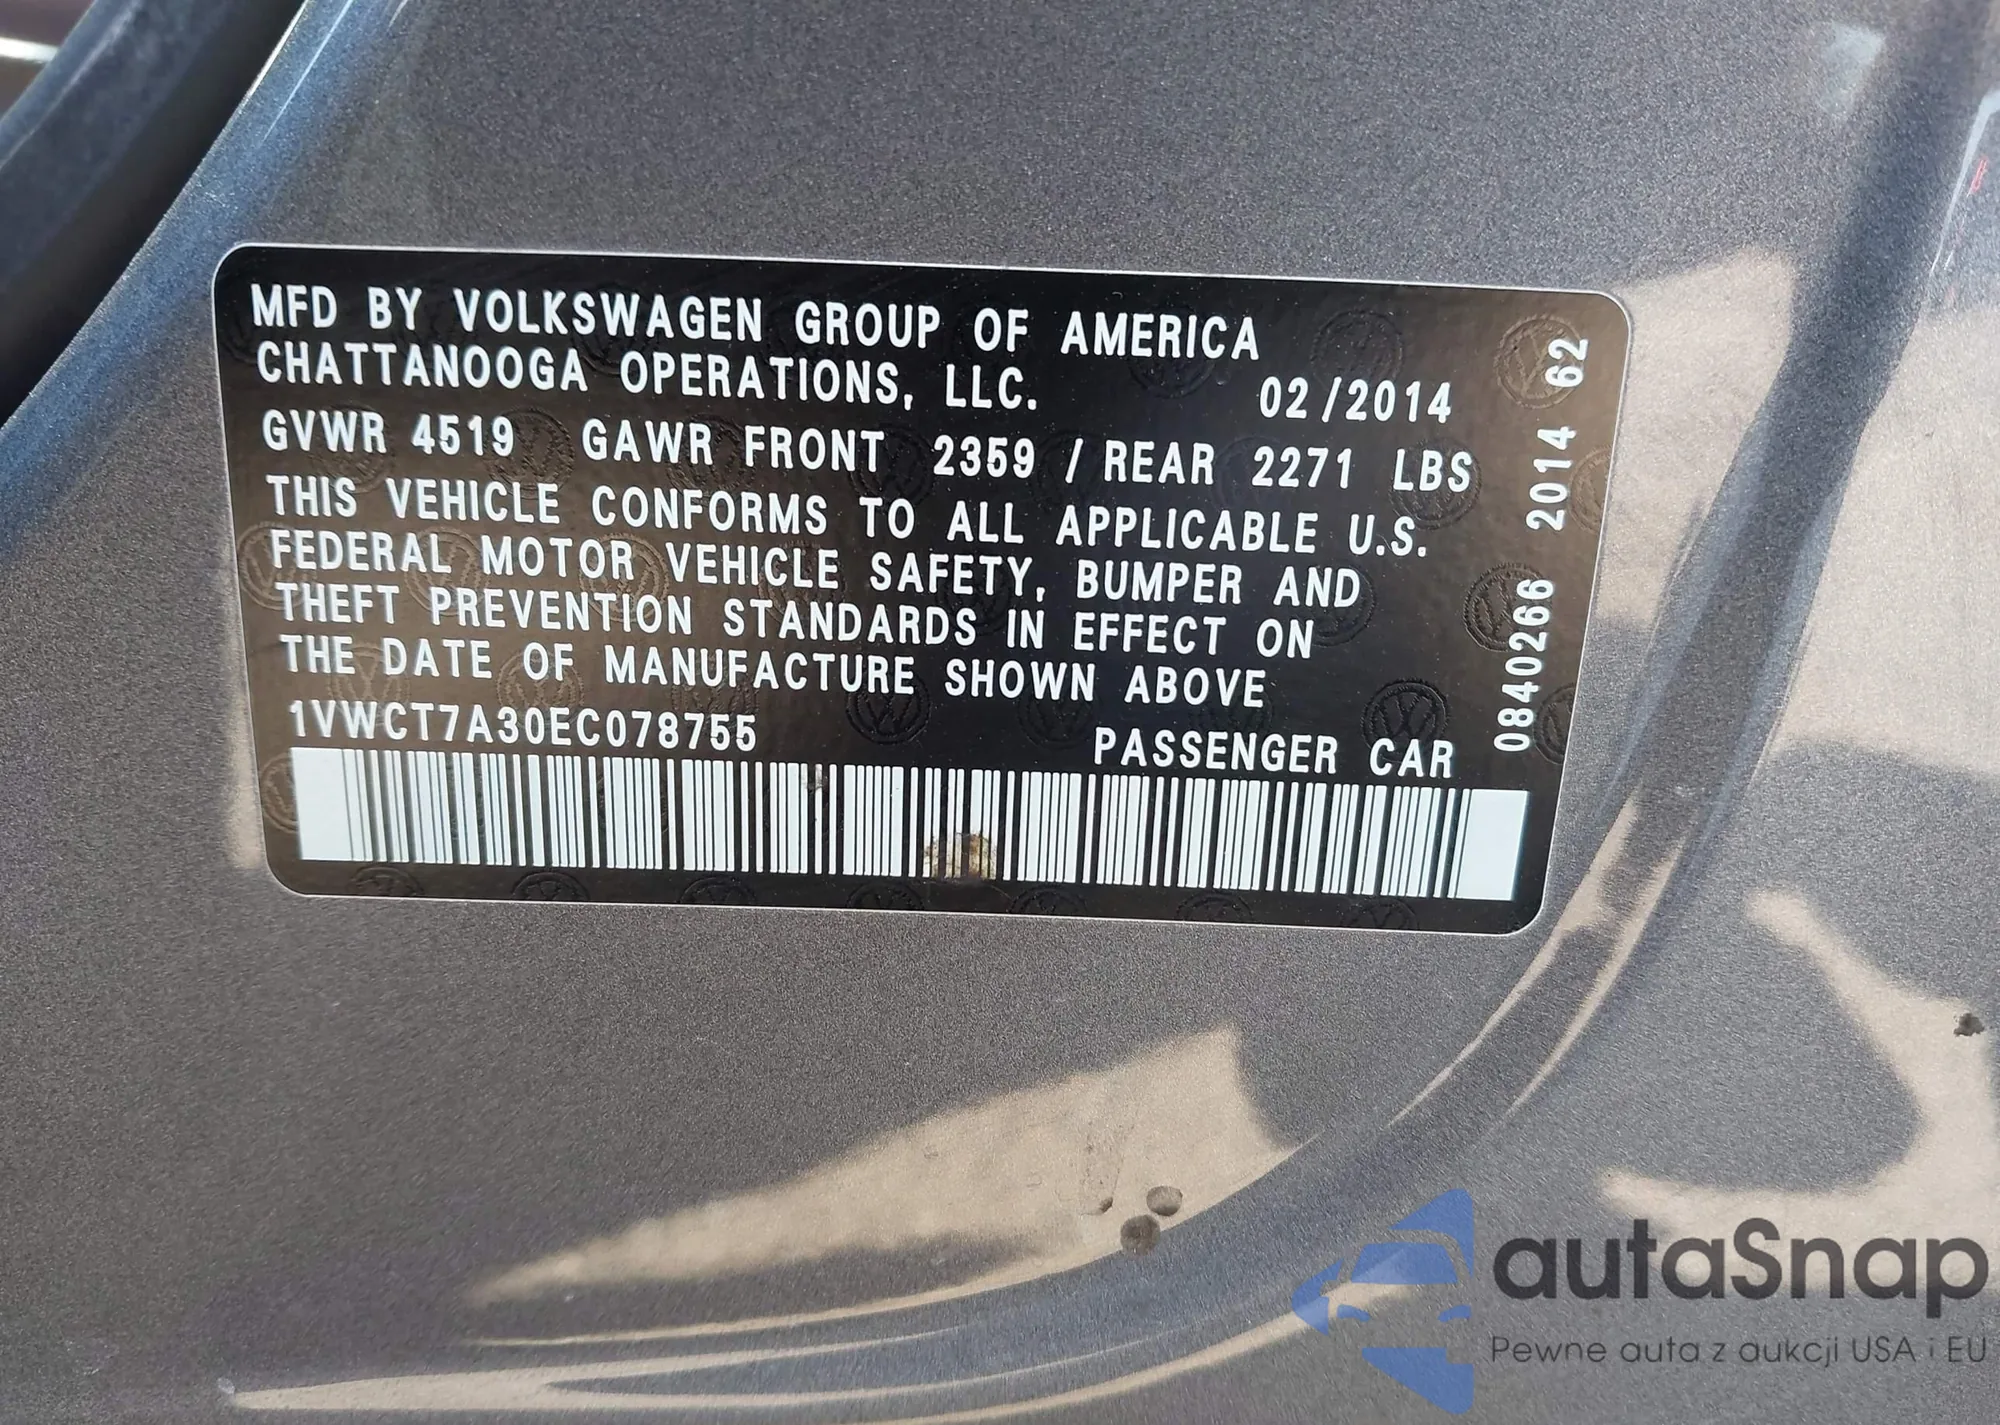 MFD BY VOLKSWAGEN GROUP OF AMERICA
CHATTANOOGA OPERATIONS, LLC. 02/2014
GVWR 4519 GAWR FRONT 2359 / REAR 2271 LBS
THIS VEHICLE CONFORMS TO ALL APPLICABLE U.S.
FEDERAL MOTOR VEHICLE SAFETY, BUMPER AND
THEFT PREVENTION STANDARDS IN EFFECT ON
THE DATE OF MANUFACTURE SHOWN ABOVE
1VWCT7A30EC078755 PASSENGER CAR
0840266 2014 62
autaSnap
Pewne auta z aukcji USA i EU